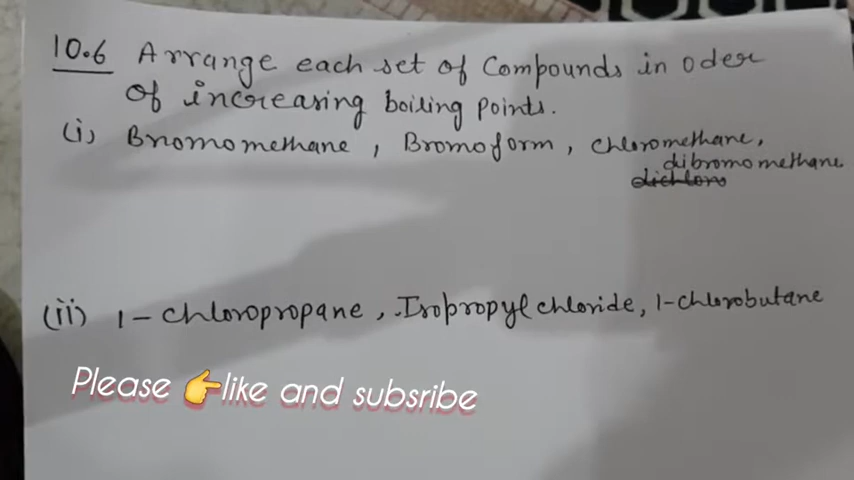 10.6 Arrange each set of Compounds in oder
of increasing boiling points.
(i) Bromomethane, Bromoform, chloromethane,
dibromomethane
dichloro
(ii) 1-chloropropane, Isopropyl chloride, 1-chlorobutane
Please 👉like and subsribe